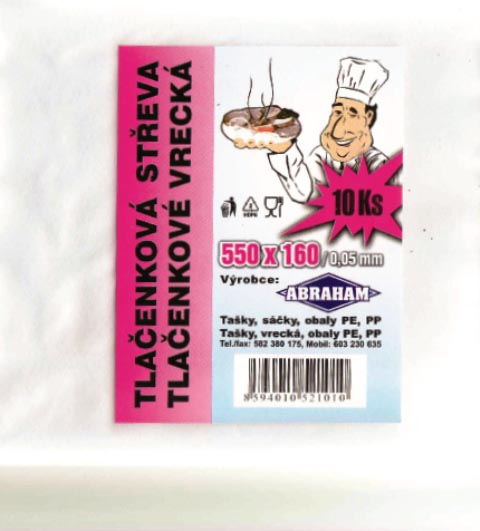 TLAČENKOVÁ STŘEVA
TLAČENKOVÉ VRECKÁ
10 Ks
HDPE
550 x 160/0,05 mm
Výrobce:
ABRAHAM
Tašky, sáčky, obaly PE, PP
Tašky, vrecká, obaly PE, PP
Tel./fax: 582 380 175, Mobil: 603 230 635
8594010521010